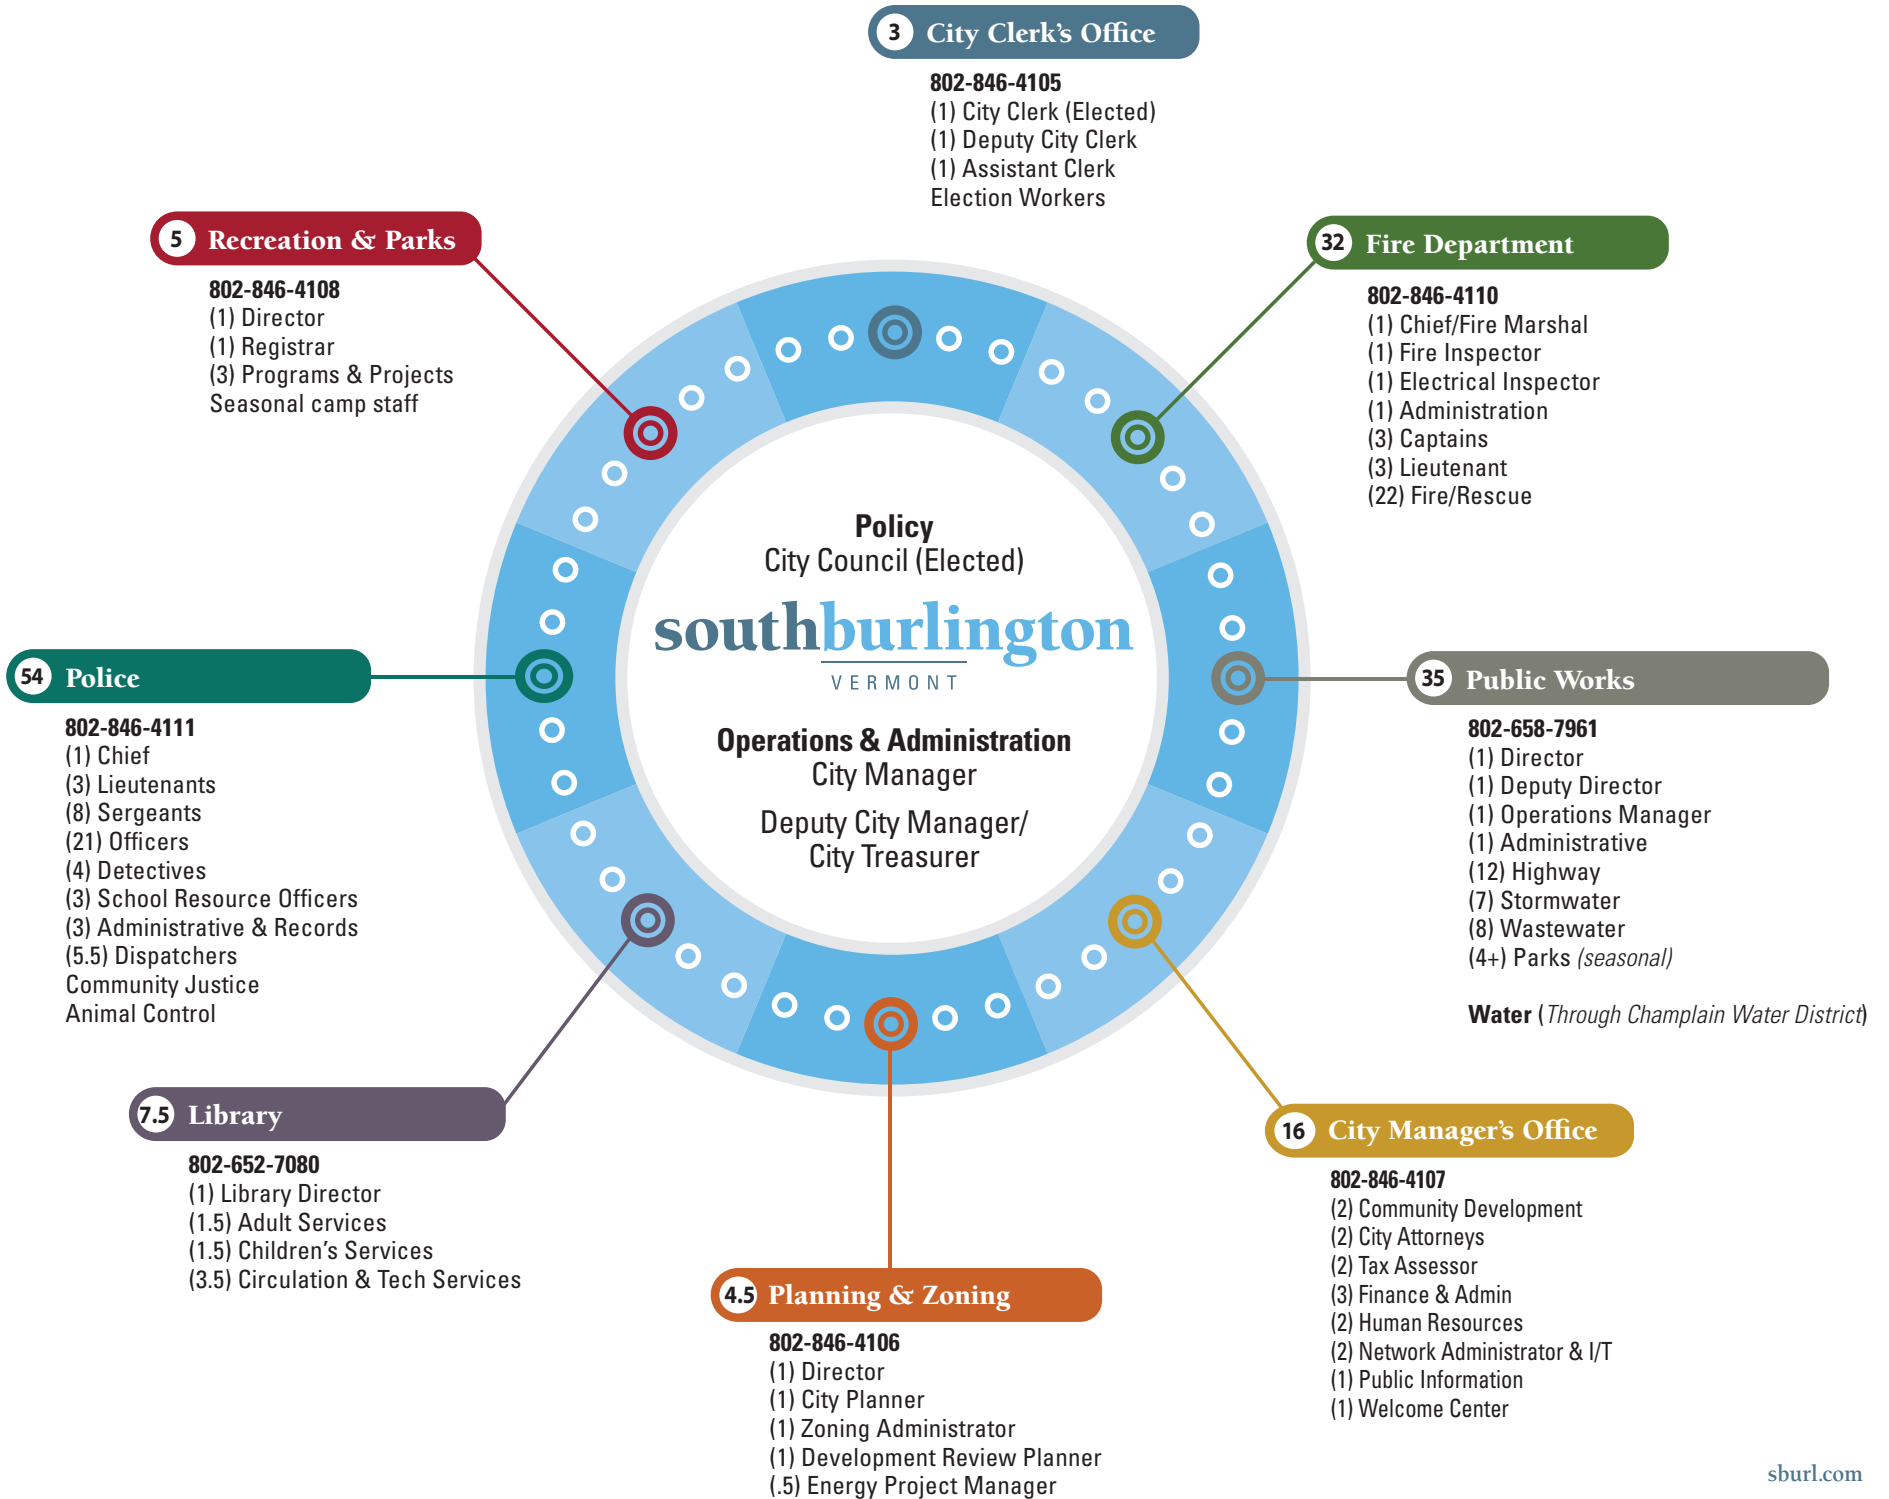 3 City Clerk's Office
802-846-4105
(1) City Clerk (Elected)
(1) Deputy City Clerk
(1) Assistant Clerk
Election Workers
5 Recreation & Parks
802-846-4108
(1) Director
(1) Registrar
(3) Programs & Projects
Seasonal camp staff
32 Fire Department
802-846-4110
(1) Chief/Fire Marshal
(1) Fire Inspector
(1) Electrical Inspector
(1) Administration
(3) Captains
(3) Lieutenant
(22) Fire/Rescue
Policy
City Council (Elected)
southburlington
VERMONT
Operations & Administration
City Manager
Deputy City Manager/
City Treasurer
54 Police
802-846-4111
(1) Chief
(3) Lieutenants
(8) Sergeants
(21) Officers
(4) Detectives
(3) School Resource Officers
(3) Administrative & Records
(5.5) Dispatchers
Community Justice
Animal Control
35 Public Works
802-658-7961
(1) Director
(1) Deputy Director
(1) Operations Manager
(1) Administrative
(12) Highway
(7) Stormwater
(8) Wastewater
(4+) Parks (seasonal)
Water (Through Champlain Water District)
7.5 Library
802-652-7080
(1) Library Director
(1.5) Adult Services
(1.5) Children's Services
(3.5) Circulation & Tech Services
16 City Manager's Office
802-846-4107
(2) Community Development
(2) City Attorneys
(2) Tax Assessor
(3) Finance & Admin
(2) Human Resources
(2) Network Administrator & I/T
(1) Public Information
(1) Welcome Center
4.5 Planning & Zoning
802-846-4106
(1) Director
(1) City Planner
(1) Zoning Administrator
(1) Development Review Planner
(.5) Energy Project Manager
sburl.com